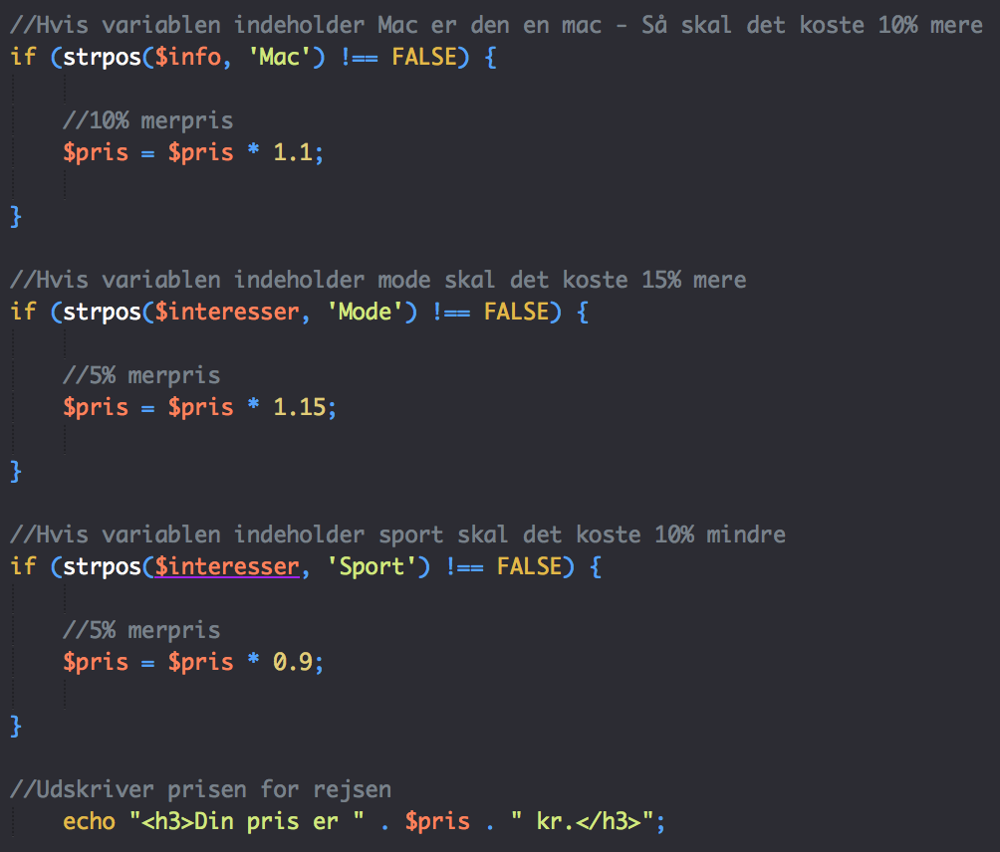 //Hvis variablen indeholder Mac er den en mac - Så skal det koste 10% mere
if (strpos($info, 'Mac') !== FALSE) {
//10% merpris
$pris = $pris * 1.1;
}
//Hvis variablen indeholder mode skal det koste 15% mere
if (strpos($interesser, 'Mode') !== FALSE) {
//5% merpris
$pris = $pris * 1.15;
}
//Hvis variablen indeholder sport skal det koste 10% mindre
if (strpos($interesser, 'Sport') !== FALSE) {
//5% merpris
$pris = $pris * 0.9;
}
//Udskriver prisen for rejsen
echo "<h3>Din pris er " . $pris . " kr.</h3>";